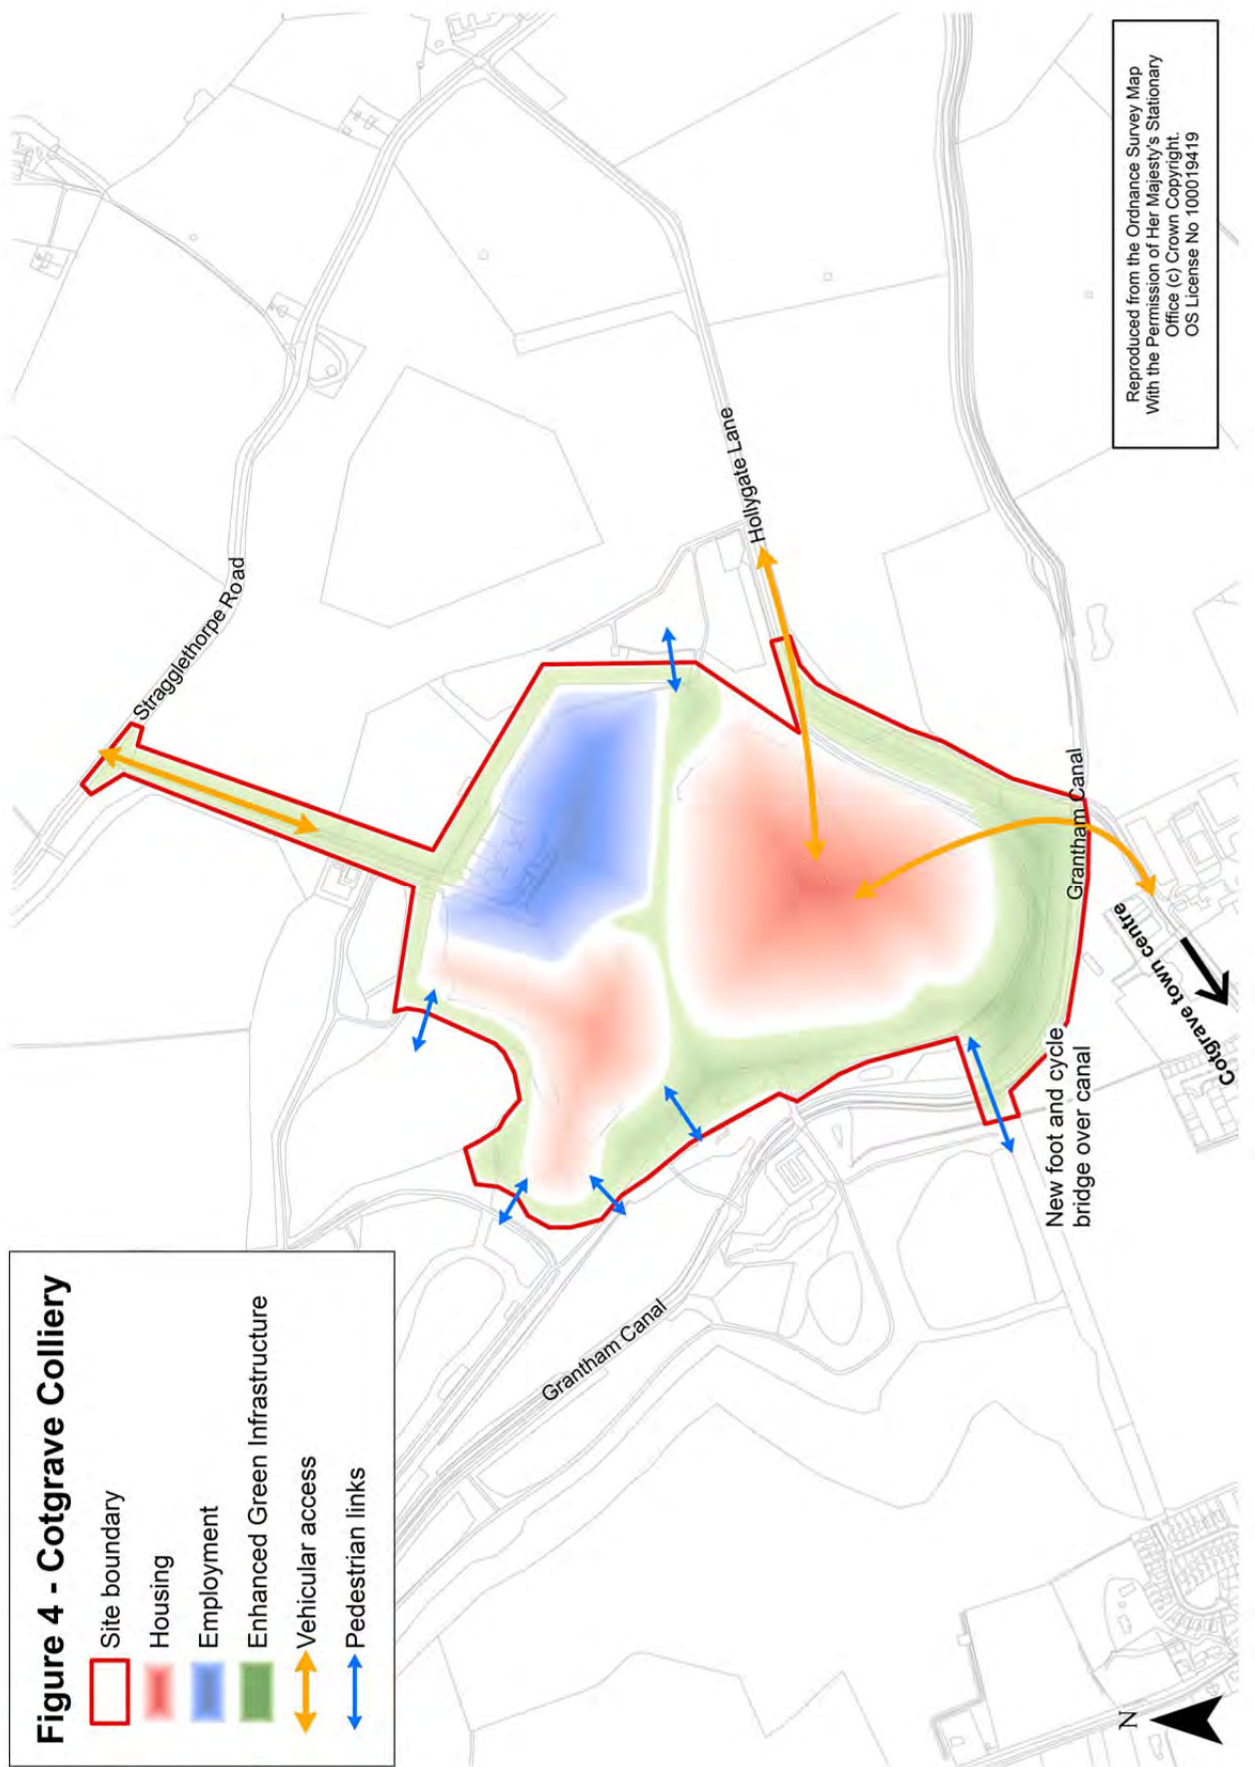 Figure 4 - Cotgrave Colliery
Site boundary
Housing
Employment
Enhanced Green Infrastructure
Vehicular access
Pedestrian links
Stragglethorpe Road
Hollygate Lane
Grantham Canal
Grantham Canal
New foot and cycle
bridge over canal
Cotgrave town centre
N
Reproduced from the Ordnance Survey Map
With the Permission of Her Majesty's Stationary
Office (c) Crown Copyright.
OS License No 100019419